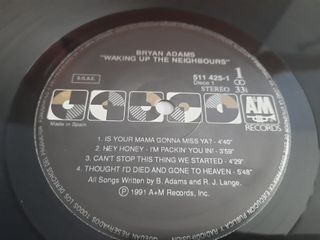 BRYAN ADAMS
"WAKING UP THE NEIGHBOURS"
S.G.A.E.
511 425-1
Disco 1
STEREO
1
33
A&M
RECORDS
Made in Spain
1. IS YOUR MAMA GONNA MISS YA? - 4'40"
2. HEY HONEY - I'M PACKIN' YOU IN! - 3'59"
3. CAN'T STOP THIS THING WE STARTED - 4'29"
4. THOUGHT I'D DIED AND GONE TO HEAVEN - 5'48"
All Songs Written by B. Adams and R. J. Lange.
℗ 1991 A+M Records, Inc.